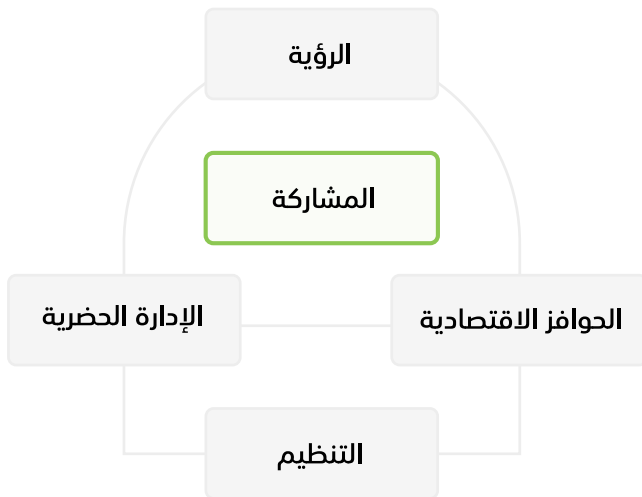 الرؤية
المشاركة
الحوافز الاقتصادية
الإدارة الحضرية
التنظيم